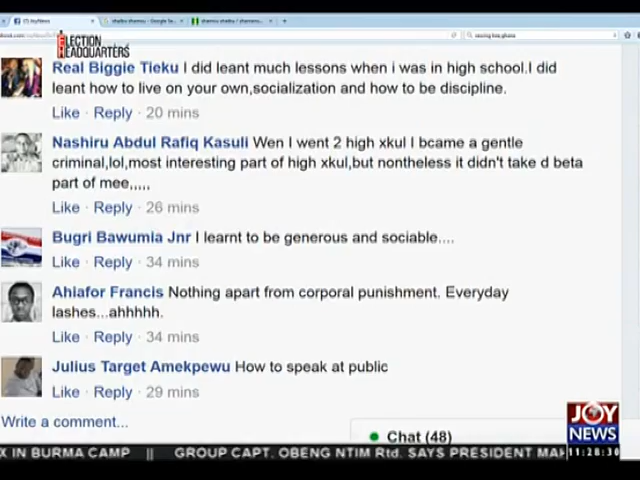 ELECTION
HEADQUARTERS
Real Biggie Tieku I did leant much lessons when i was in high school.I did
leant how to live on your own,socialization and how to be discipline.
Like · Reply · 20 mins
Nashiru Abdul Rafiq Kasuli Wen I went 2 high xkul I bcame a gentle
criminal,lol,most interesting part of high xkul,but nontheless it didn't take d beta
part of mee,,,,,
Like · Reply · 26 mins
Bugri Bawumia Jnr I learnt to be generous and sociable....
Like · Reply · 34 mins
Ahiafor Francis Nothing apart from corporal punishment. Everyday
lashes...ahhhhh.
Like · Reply · 34 mins
Julius Target Amekpewu How to speak at public
Like · Reply · 29 mins
Write a comment...
Chat (48)
JOY
NEWS
11:28:30
X IN BURMA CAMP || GROUP CAPT. OBENG NTIM Rtd. SAYS PRESIDENT